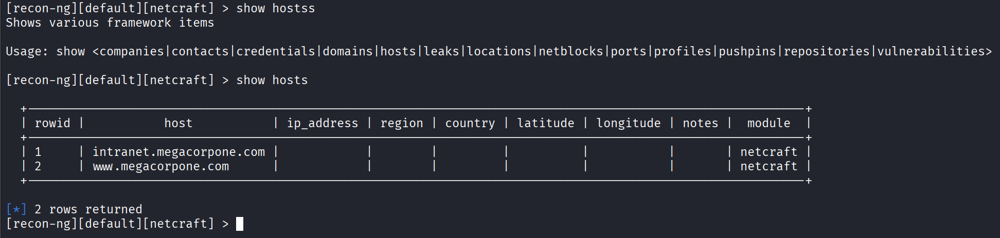 [recon-ng][default][netcraft] > show hostss
Shows various framework items
Usage: show <companies|contacts|credentials|domains|hosts|leaks|locations|netblocks|ports|profiles|pushpins|repositories|vulnerabilities>
[recon-ng][default][netcraft] > show hosts
+------------------------------------------------------------------------------------------------------------+
| rowid |           host           | ip_address | region | country | latitude | longitude | notes |  module  |
+------------------------------------------------------------------------------------------------------------+
| 1     | intranet.megacorpone.com |            |        |         |          |           |       | netcraft |
| 2     | www.megacorpone.com      |            |        |         |          |           |       | netcraft |
+------------------------------------------------------------------------------------------------------------+
[*] 2 rows returned
[recon-ng][default][netcraft] >